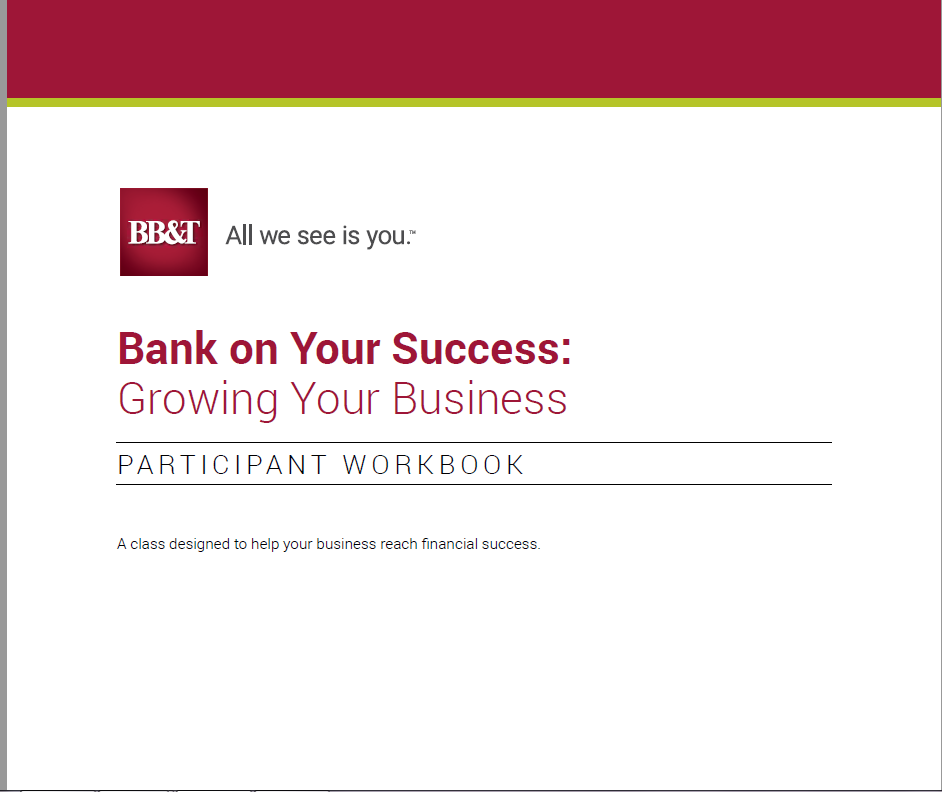 BB&T
All we see is you.™
Bank on Your Success:
Growing Your Business
PARTICIPANT WORKBOOK
A class designed to help your business reach financial success.